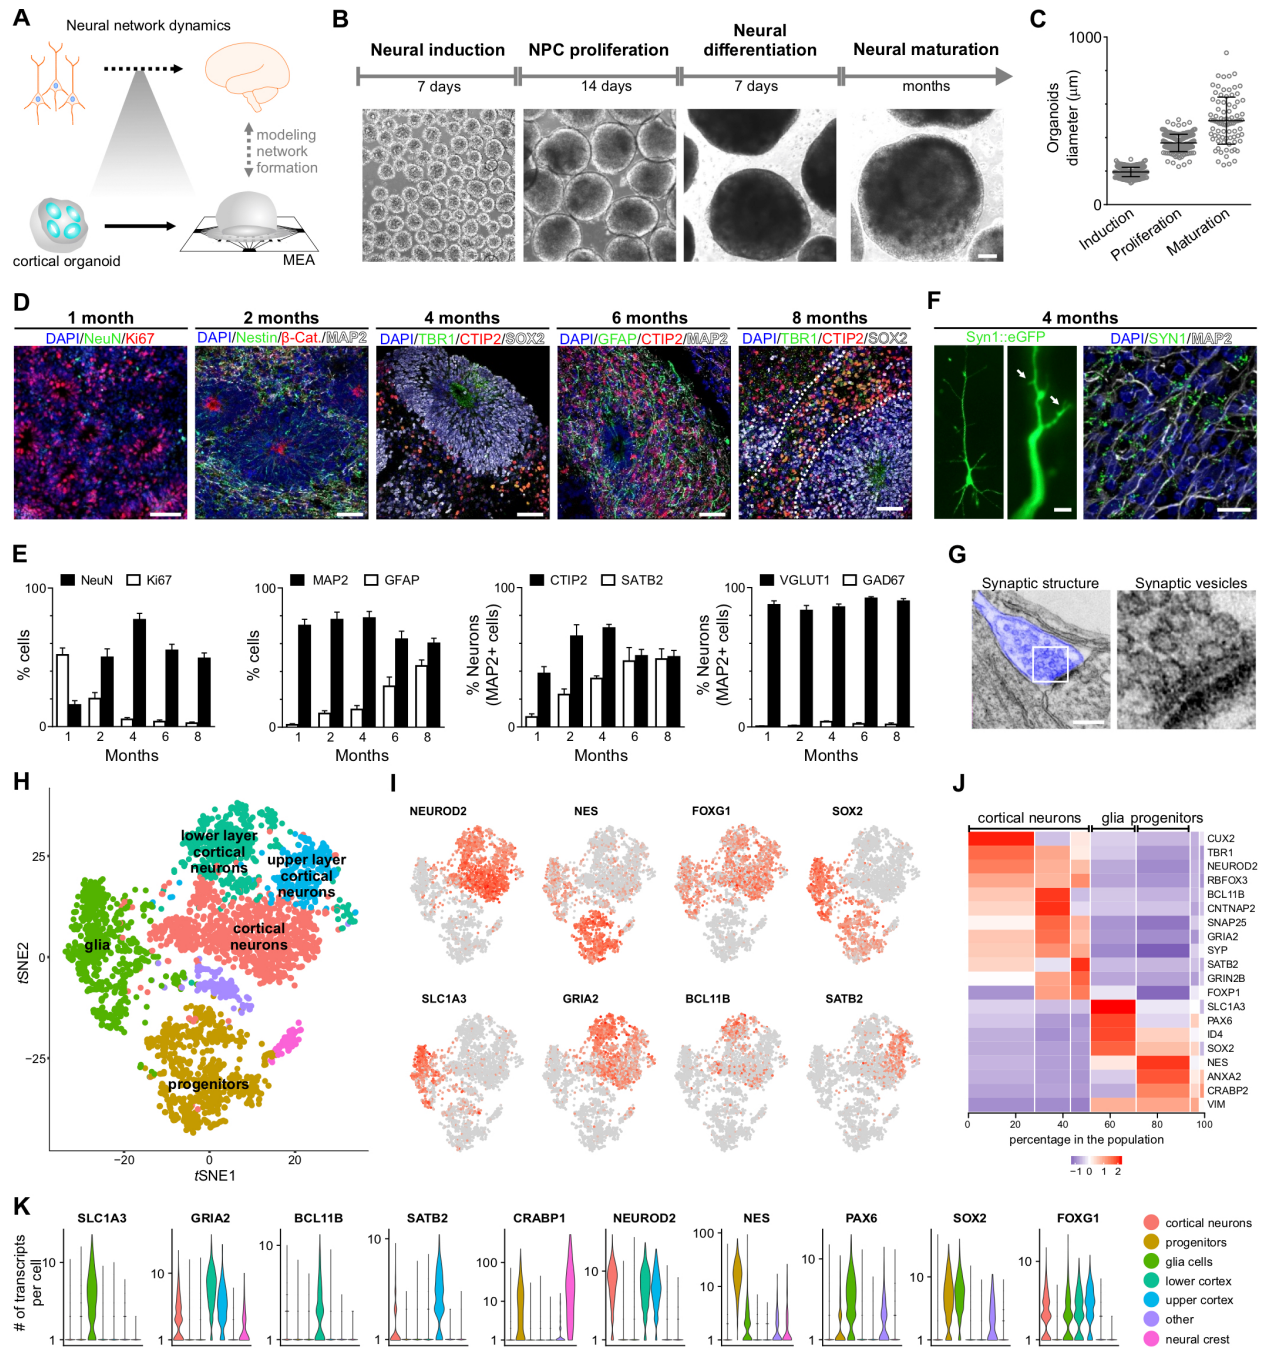 A
Neural network dynamics
modeling
network
formation
cortical organoid
MEA
B
Neural induction
NPC proliferation
Neural
differentiation
Neural maturation
7 days
14 days
7 days
months
C
Organoids
diameter (µm)
1000
0
Induction
Proliferation
Maturation
D
1 month
DAPI/NeuN/Ki67
2 months
DAPI/Nestin/β-Cat./MAP2
4 months
DAPI/TBR1/CTIP2/SOX2
6 months
DAPI/GFAP/CTIP2/MAP2
8 months
DAPI/TBR1/CTIP2/SOX2
F
4 months
Syn1::eGFP
DAPI/SYN1/MAP2
E
NeuN Ki67
100
% cells
0
1 2 4 6 8
Months
MAP2 GFAP
100
% cells
0
1 2 4 6 8
Months
CTIP2 SATB2
100
% Neurons
(MAP2+ cells)
0
1 2 4 6 8
Months
VGLUT1 GAD67
100
% Neurons
(MAP2+ cells)
0
1 2 4 6 8
Months
G
Synaptic structure
Synaptic vesicles
H
lower layer
cortical
neurons
upper layer
cortical
neurons
glia
cortical
neurons
progenitors
25
0
−25
tSNE2
−20 0 20
tSNE1
I
NEUROD2
NES
FOXG1
SOX2
SLC1A3
GRIA2
BCL11B
SATB2
J
cortical neurons glia progenitors
CUX2
TBR1
NEUROD2
RBFOX3
BCL11B
CNTNAP2
SNAP25
GRIA2
SYP
SATB2
GRIN2B
FOXP1
SLC1A3
PAX6
ID4
SOX2
NES
ANXA2
CRABP2
VIM
0 20 40 60 80 100
percentage in the population
−1 0 1 2
K
# of transcripts
per cell
SLC1A3
10
1
GRIA2
10
1
BCL11B
10
1
SATB2
10
1
CRABP1
100
10
1
NEUROD2
10
1
NES
100
10
1
PAX6
10
1
SOX2
10
1
FOXG1
10
1
cortical neurons
progenitors
glia cells
lower cortex
upper cortex
other
neural crest